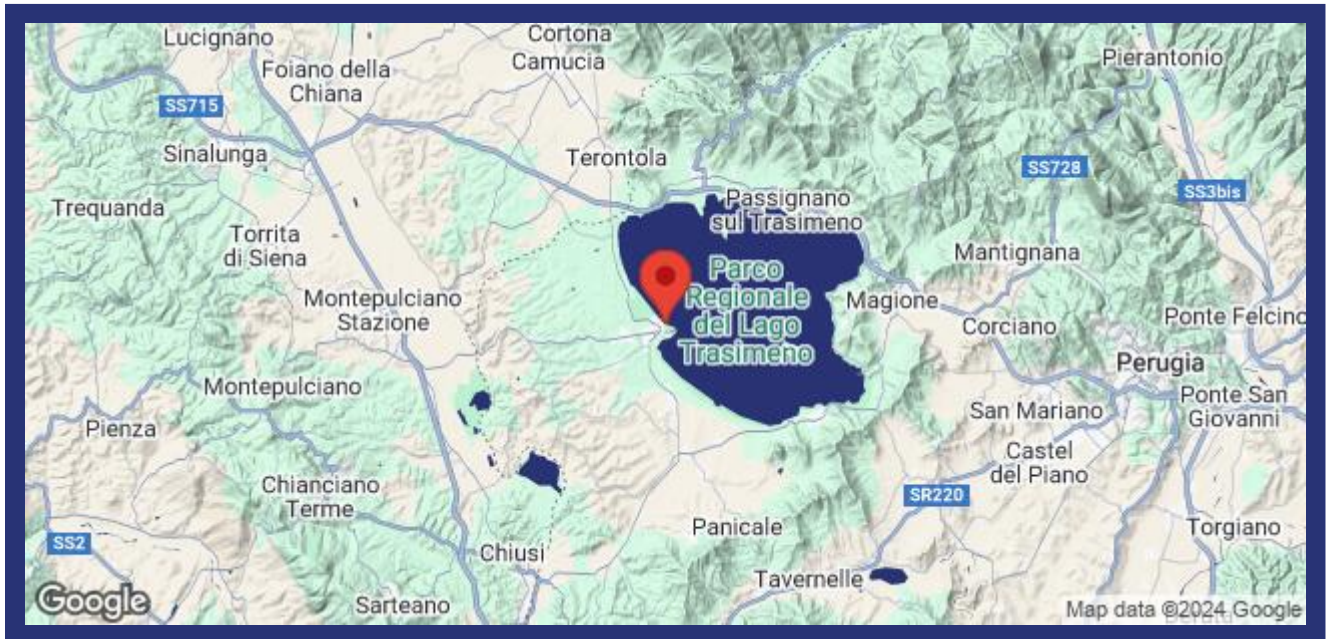 Lucignano
Cortona
Camucia
Pierantonio
Foiano della
Chiana
SS715
Sinalunga
Terontola
SS728
SS3bis
Trequanda
Passignano
sul Trasimeno
Torrita
di Siena
Mantignana
Parco
Regionale
del Lago
Trasimeno
Montepulciano
Stazione
Magione
Corciano
Ponte Felcino
Perugia
Montepulciano
Ponte San
Giovanni
San Mariano
Pienza
Castel
del Piano
Chianciano
Terme
SR220
Panicale
Torgiano
SS2
Chiusi
Tavernelle
Sarteano
Google
Map data ©2024 Google